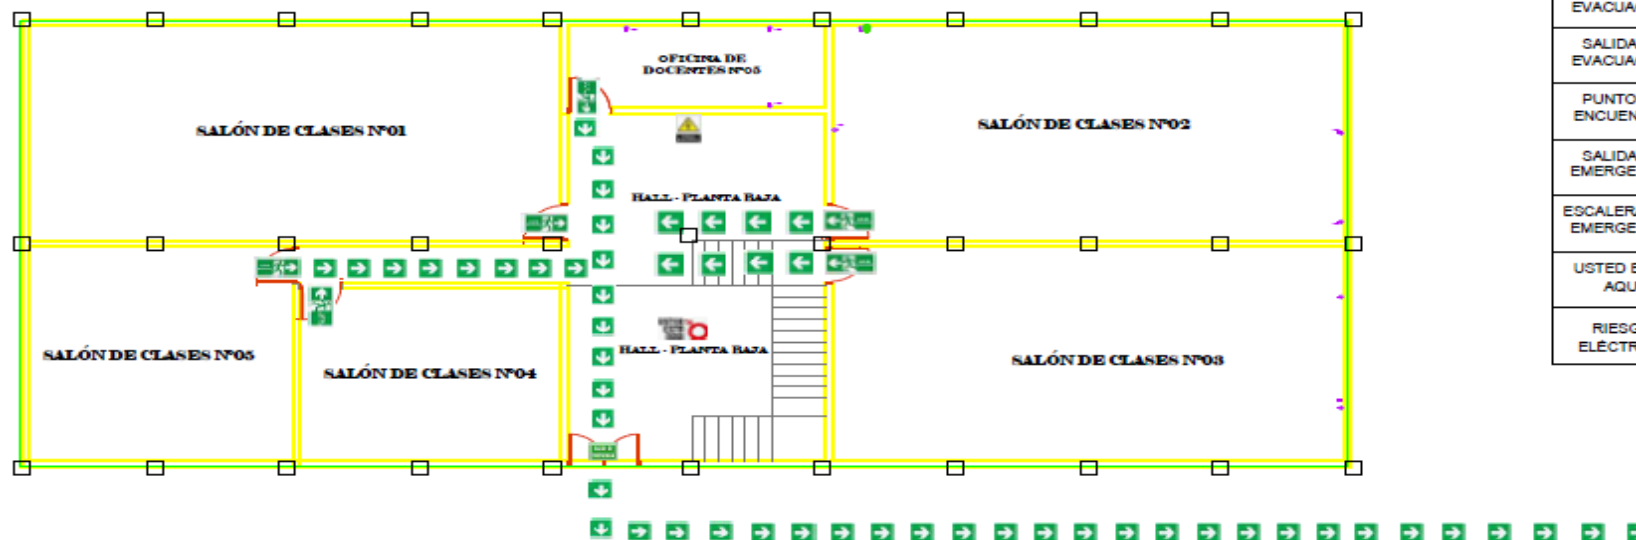 OFICINA DE
DOCENTES Nº05
SALÓN DE CLASES Nº01
SALÓN DE CLASES Nº02
HALL - PLANTA BAJA
HALL - PLANTA BAJA
SALÓN DE CLASES Nº05
SALÓN DE CLASES Nº04
SALÓN DE CLASES Nº03
EVACUA
SALIDA
EVACUA
PUNTO
ENCUEN
SALIDA
EMERGE
ESCALER
EMERGE
USTED E
AQU
RIESG
ELÉCTR